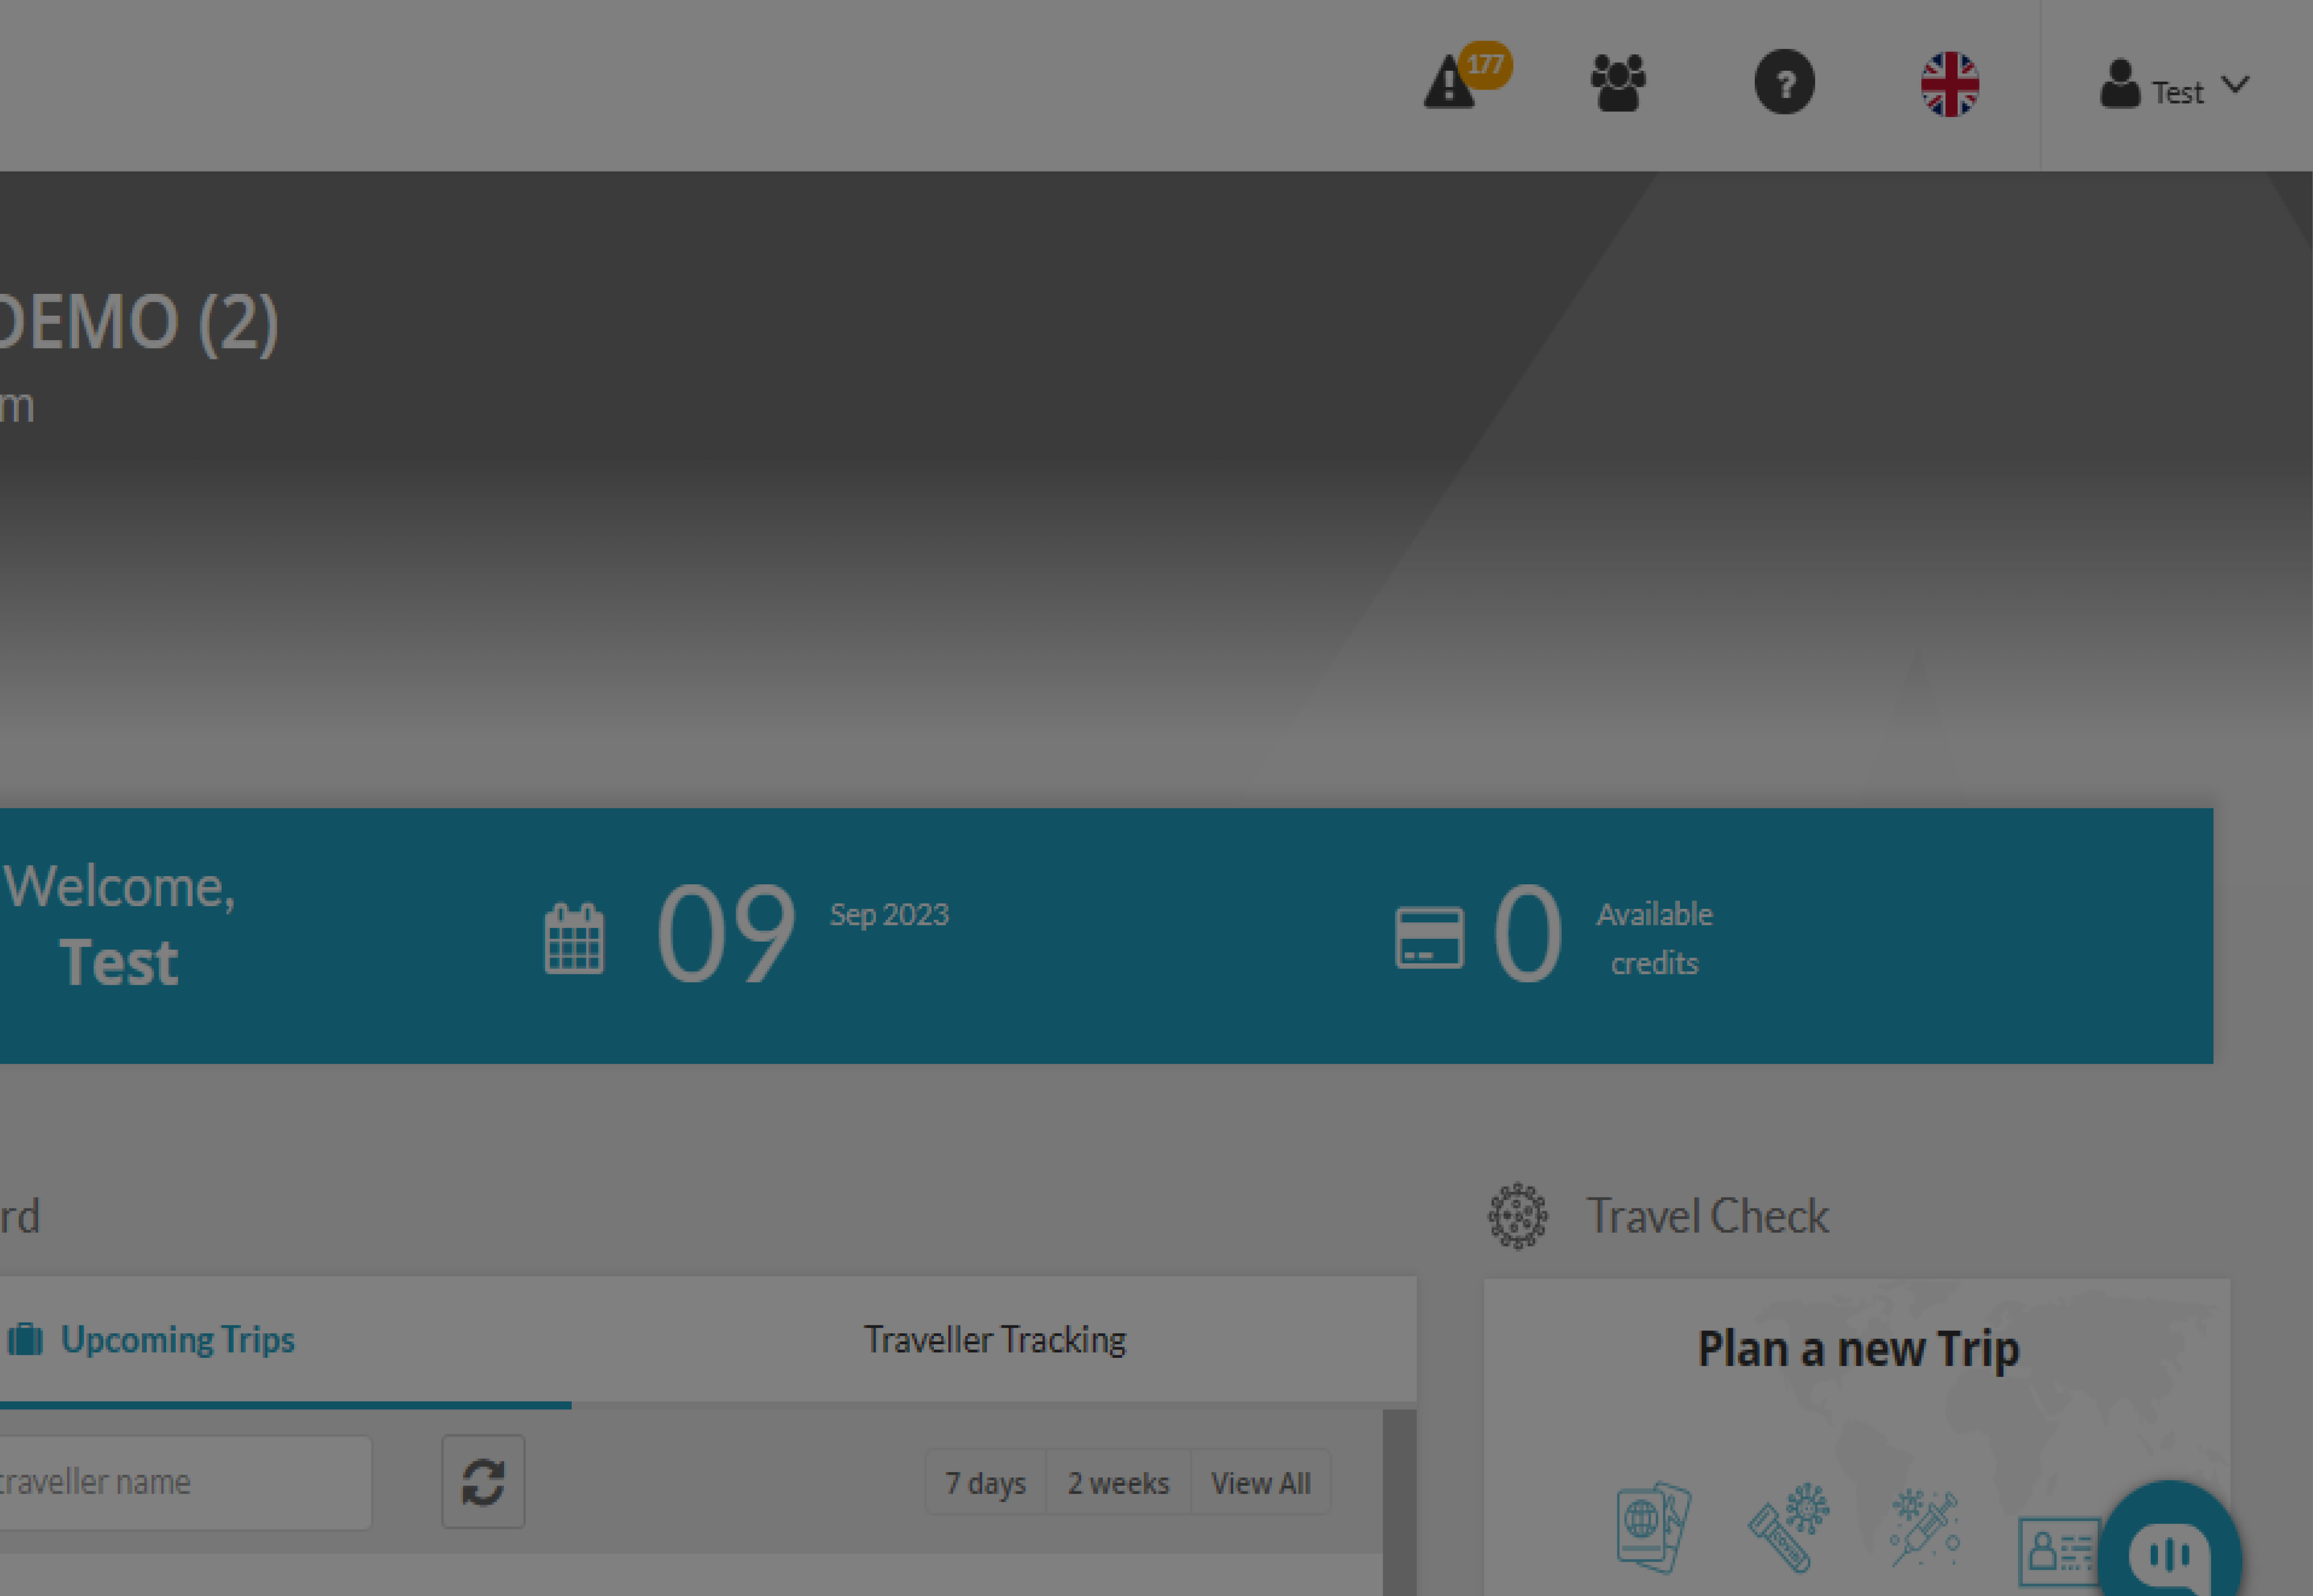 177
Test
DEMO (2)
m
Welcome,
Test
09 Sep 2023
0 Available
credits
rd
Travel Check
Upcoming Trips
Traveller Tracking
Plan a new Trip
traveller name
7 days 2 weeks View All
COVID